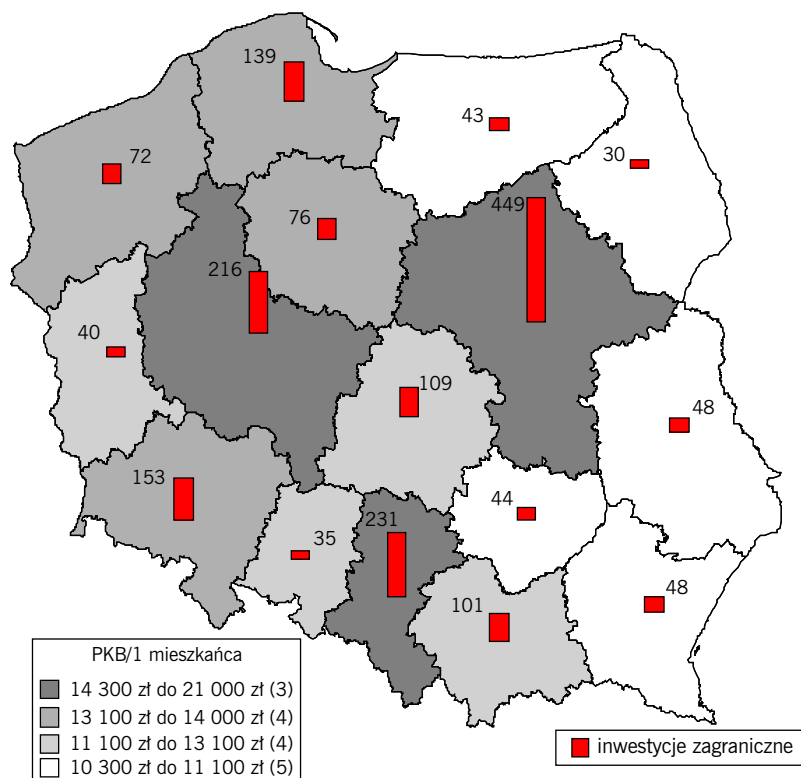 139
43
72
30
449
76
216
40
109
48
153
44
231
35
48
101
PKB/1 mieszkańca
14 300 zł do 21 000 zł (3)
13 100 zł do 14 000 zł (4)
11 100 zł do 13 100 zł (4)
10 300 zł do 11 100 zł (5)
inwestycje zagraniczne